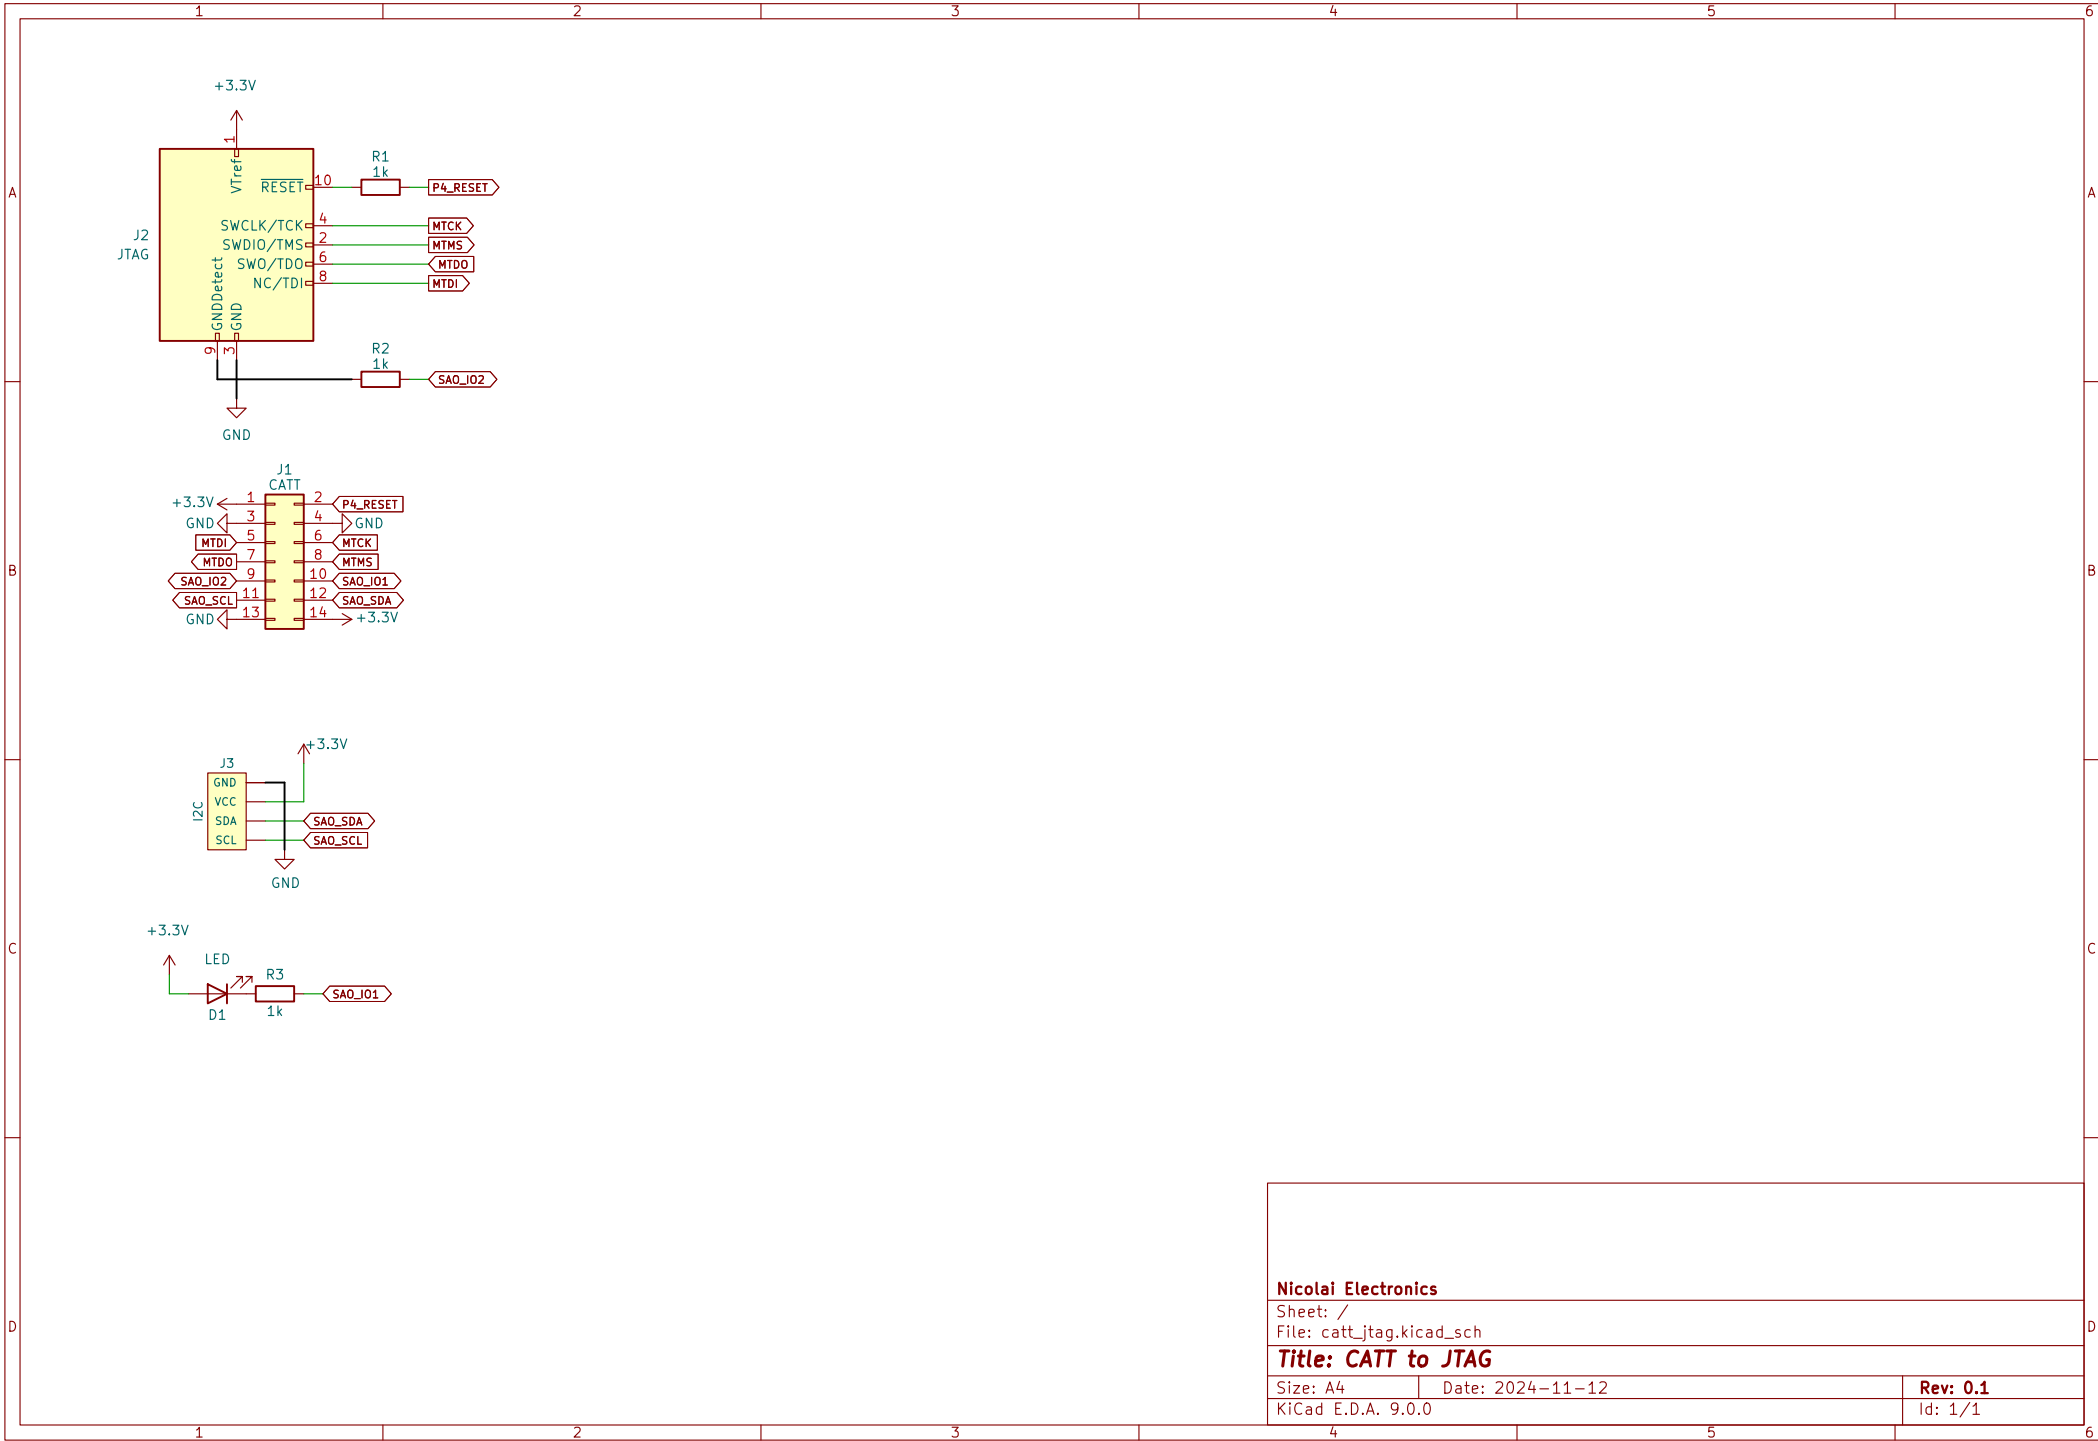 1 2 3 4 5 6
+3.3V
1
VTref
RESET 10
R1
1k
P4_RESET
A A
SWCLK/TCK 4 MTCK
J2
SWDIO/TMS 2 MTMS
JTAG
SWO/TDO 6 MTDO
NC/TDI 8 MTDI
GNDDetect GND
9 3
R2
1k
SAO_IO2
GND
J1
CATT
+3.3V 1 2 P4_RESET
GND 3 4 GND
MTDI 5 6 MTCK
MTDO 7 8 MTMS
B B
SAO_IO2 9 10 SAO_IO1
SAO_SCL 11 12 SAO_SDA
GND 13 14 +3.3V
+3.3V
J3
GND
VCC
I2C
SDA SAO_SDA
SCL SAO_SCL
GND
+3.3V
C C
LED
R3
SAO_IO1
1k
D1
Nicolai Electronics
Sheet: /
D D
File: catt_jtag.kicad_sch
Title: CATT to JTAG
Size: A4 Date: 2024-11-12 Rev: 0.1
KiCad E.D.A. 9.0.0 Id: 1/1
1 2 3 4 5 6